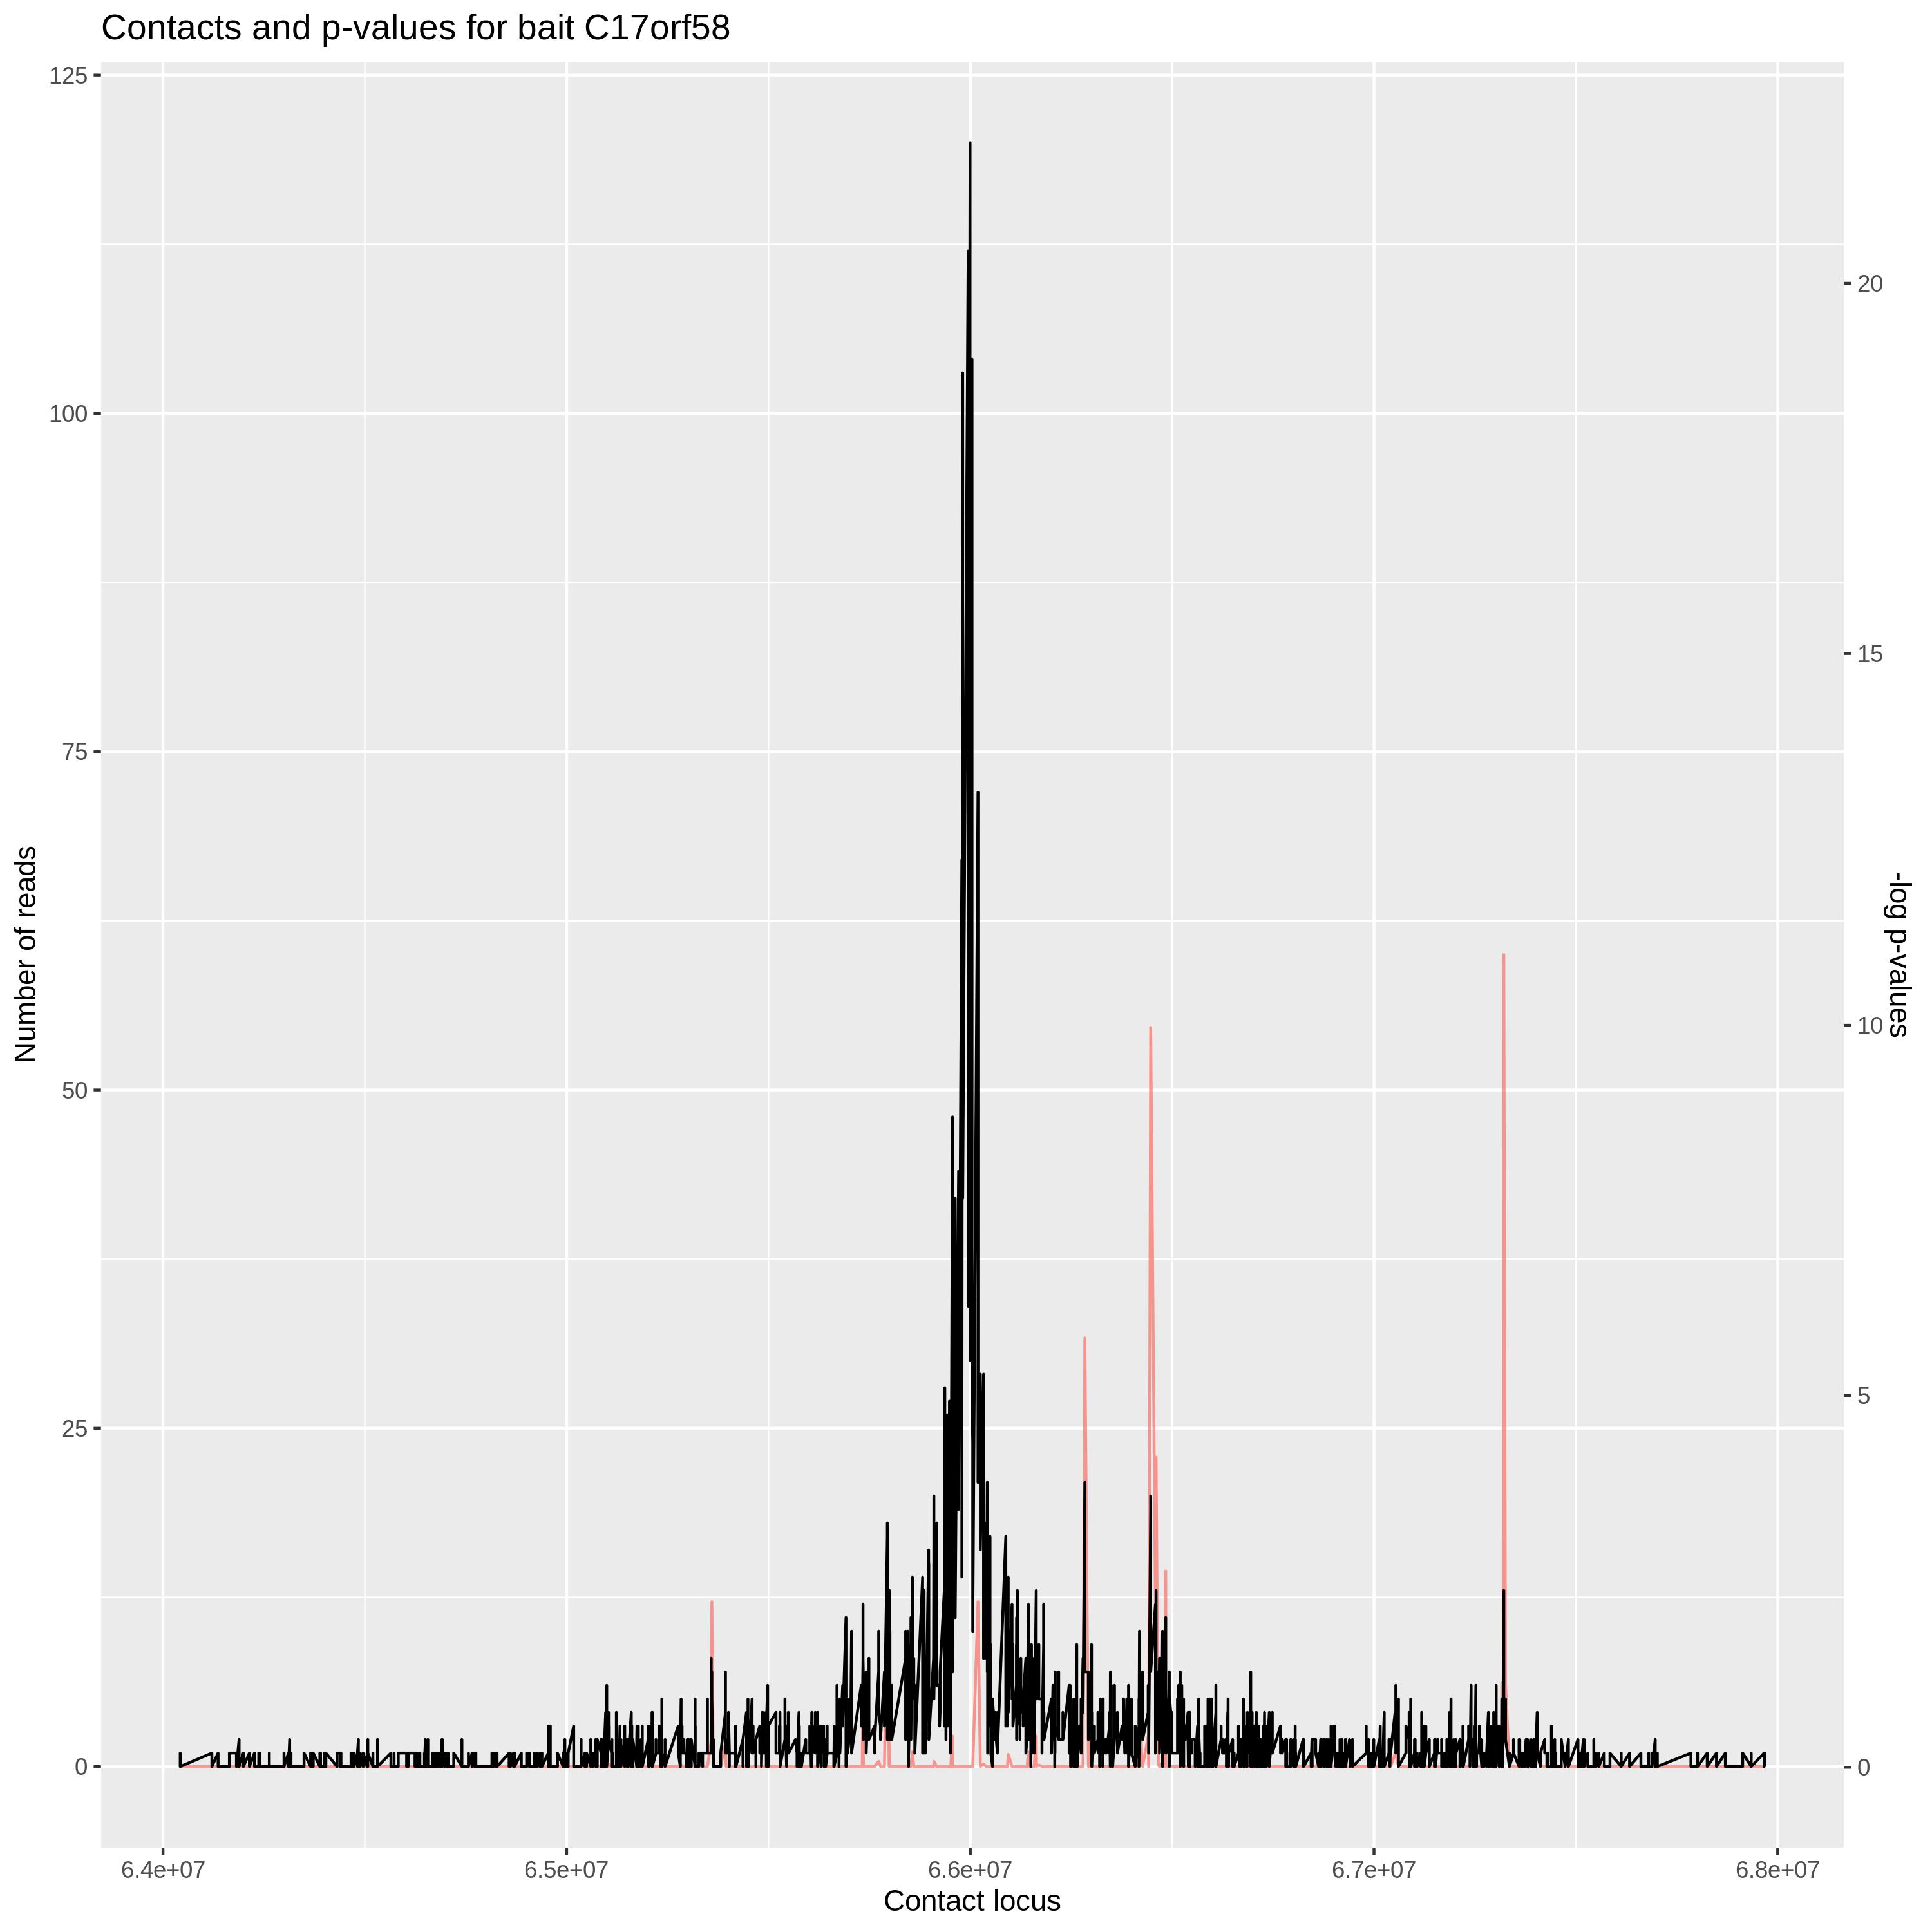 Contacts and p-values for bait C17orf58
125
100
75
50
25
0
Number of reads
20
15
10
5
0
-log p-values
6.4e+07
6.5e+07
6.6e+07
6.7e+07
6.8e+07
Contact locus